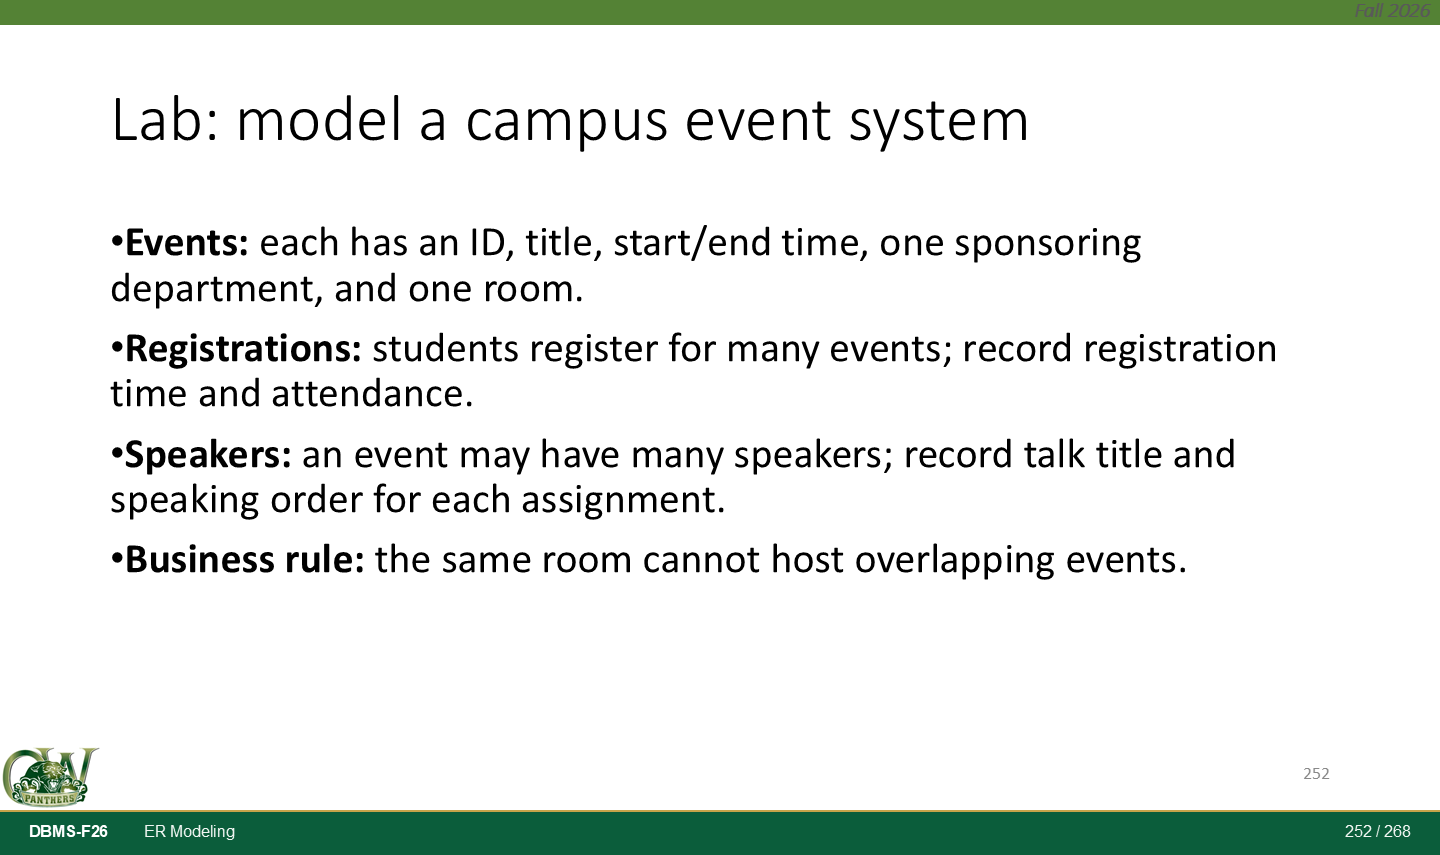 Fall 2026
Lab: model a campus event system
•Events: each has an ID, title, start/end time, one sponsoring
department, and one room.
•Registrations: students register for many events; record registration
time and attendance.
•Speakers: an event may have many speakers; record talk title and
speaking order for each assignment.
•Business rule: the same room cannot host overlapping events.
OW
PANTHERS
252
DBMS-F26 ER Modeling 252 / 268